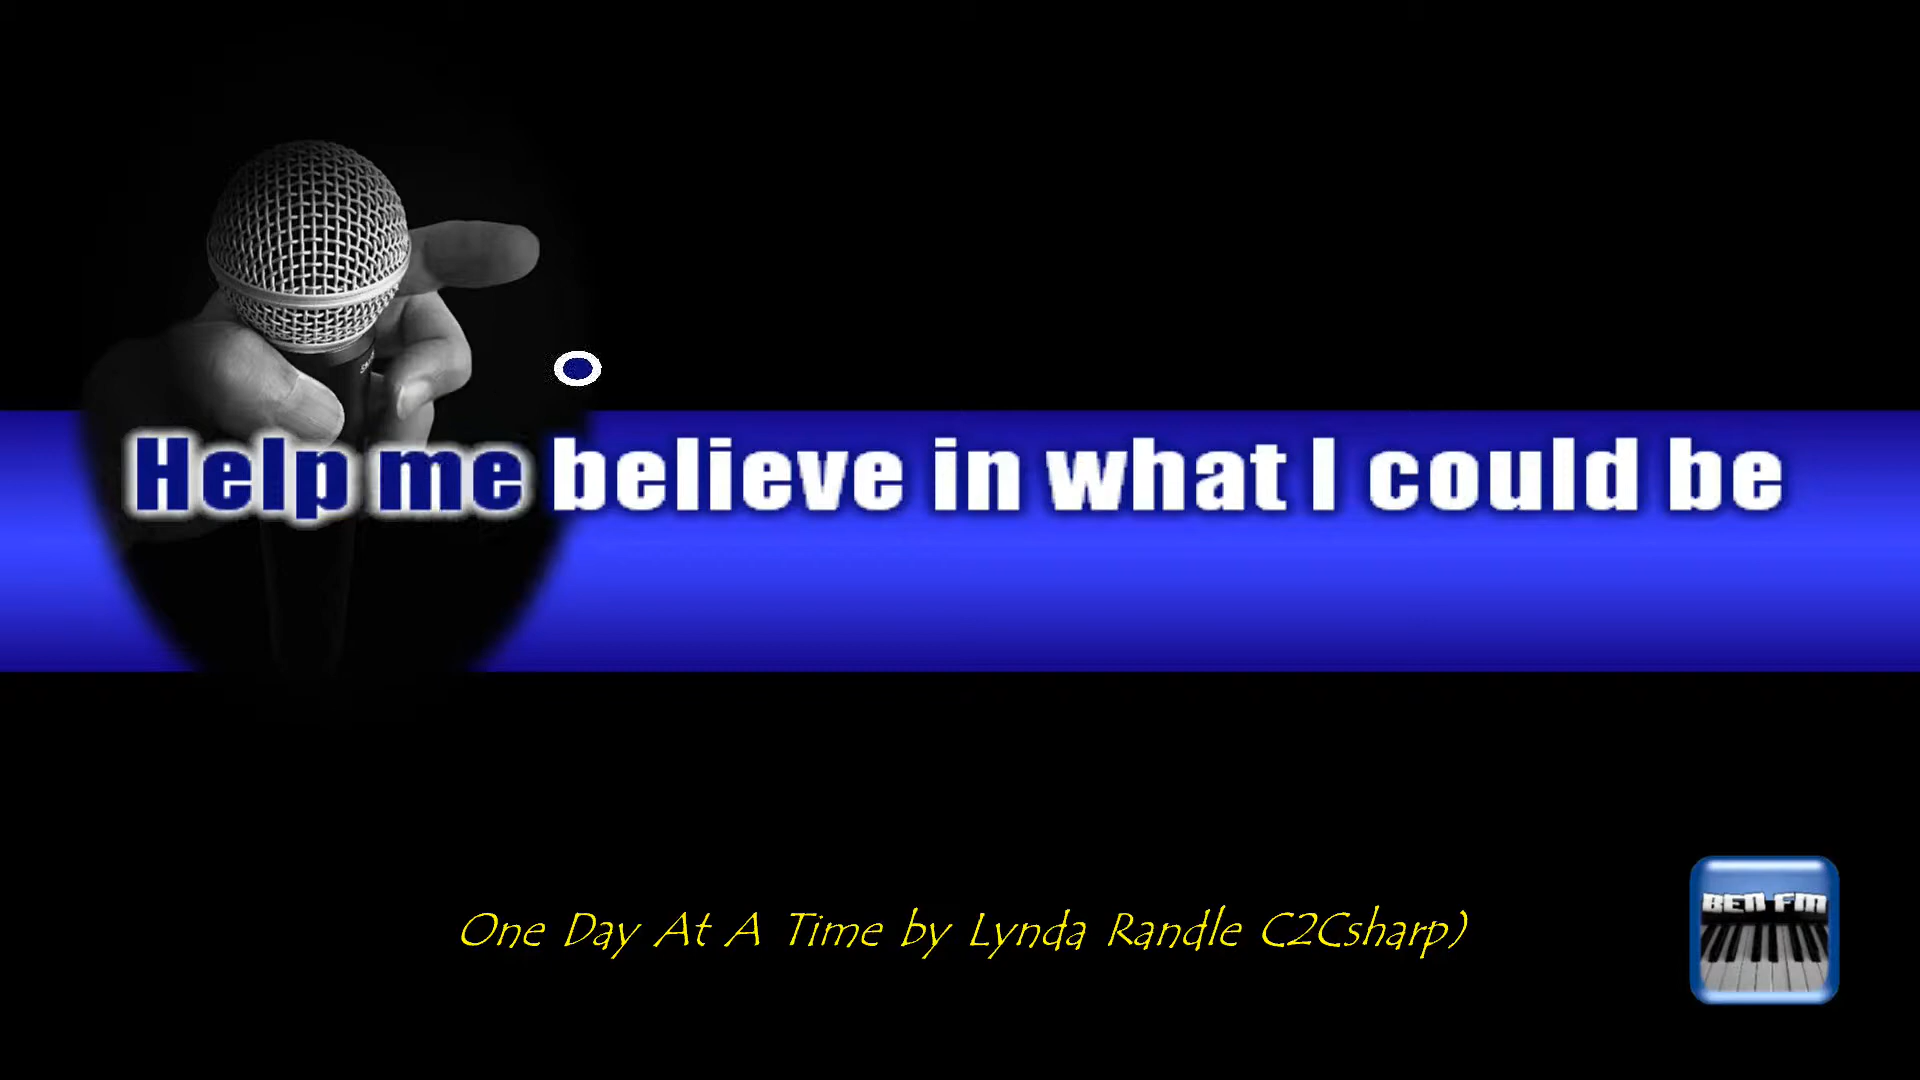 Help me believe in what I could be
One Day At A Time by Lynda Randle C2Csharp)
BEN FM